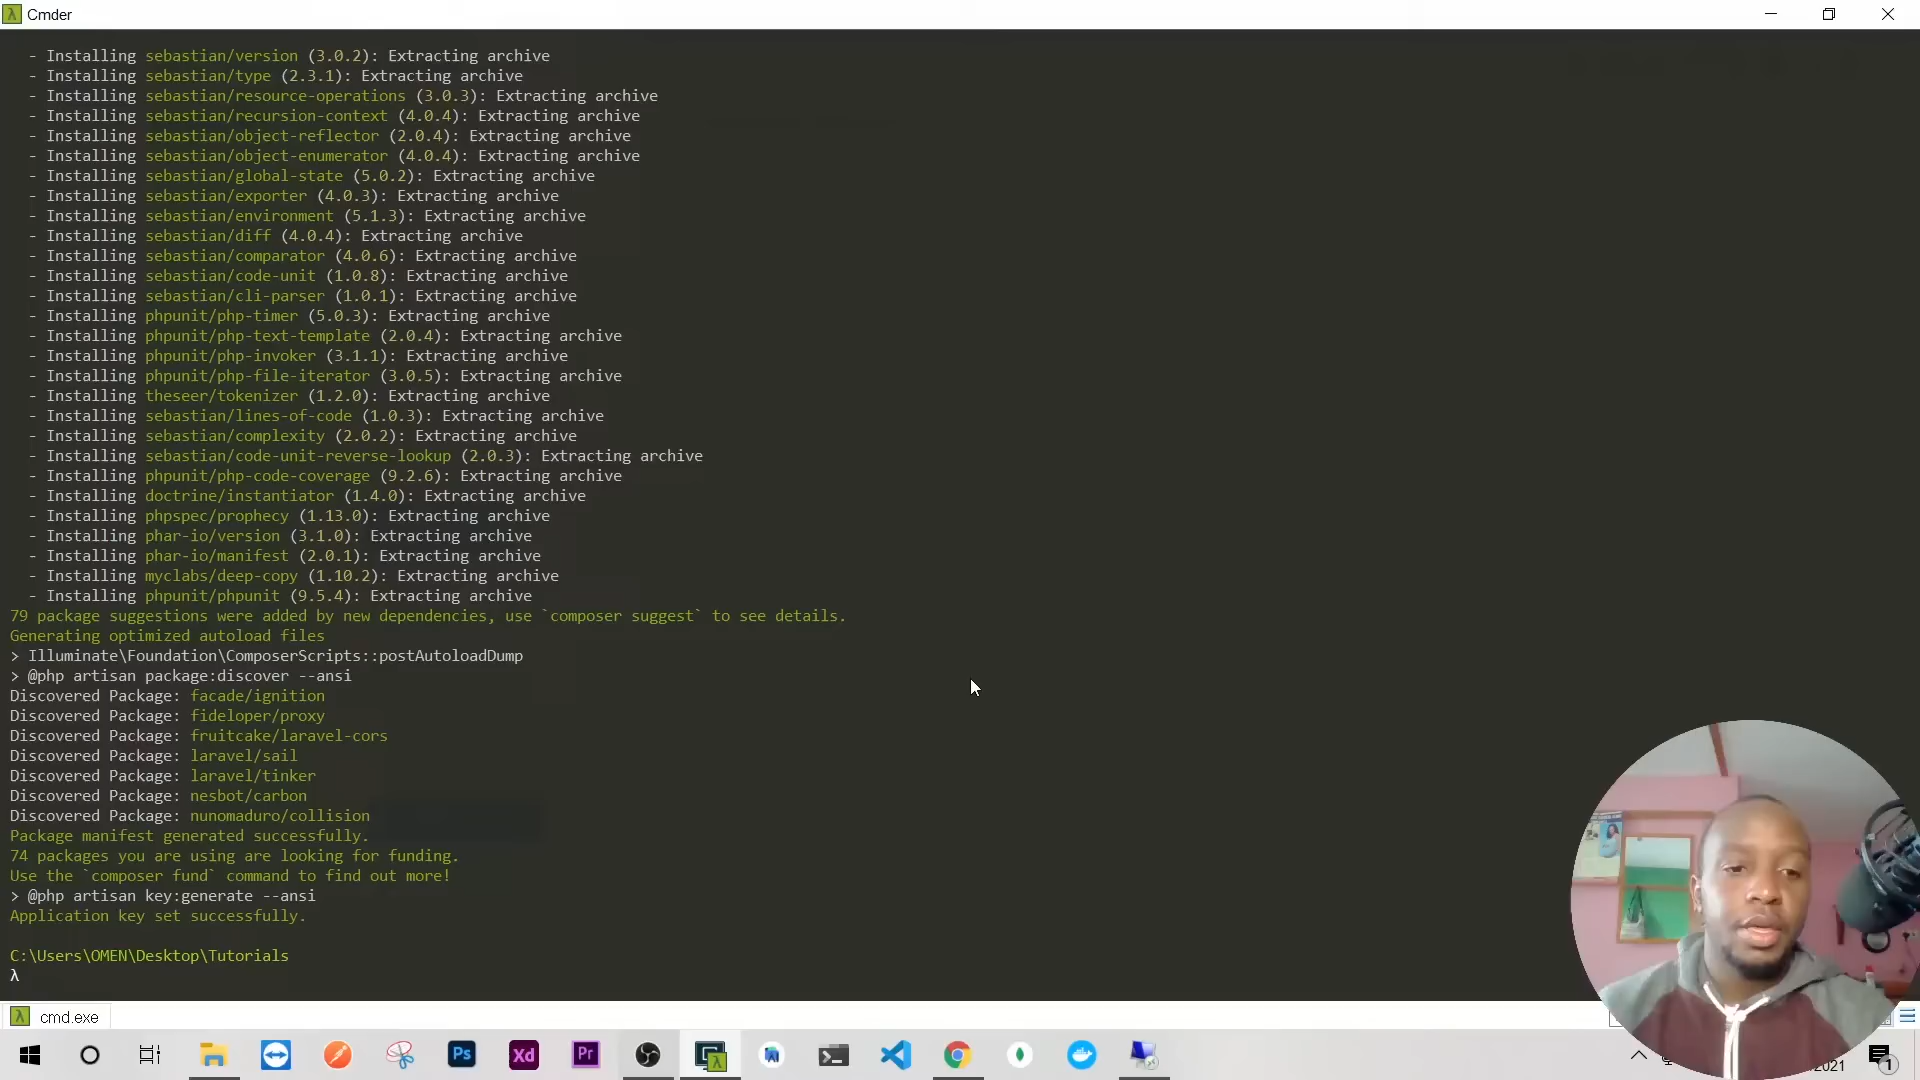 Cmder
- Installing sebastian/version (3.0.2): Extracting archive
- Installing sebastian/type (2.3.1): Extracting archive
- Installing sebastian/resource-operations (3.0.3): Extracting archive
- Installing sebastian/recursion-context (4.0.4): Extracting archive
- Installing sebastian/object-reflector (2.0.4): Extracting archive
- Installing sebastian/object-enumerator (4.0.4): Extracting archive
- Installing sebastian/global-state (5.0.2): Extracting archive
- Installing sebastian/exporter (4.0.3): Extracting archive
- Installing sebastian/environment (5.1.3): Extracting archive
- Installing sebastian/diff (4.0.4): Extracting archive
- Installing sebastian/comparator (4.0.6): Extracting archive
- Installing sebastian/code-unit (1.0.8): Extracting archive
- Installing sebastian/cli-parser (1.0.1): Extracting archive
- Installing phpunit/php-timer (5.0.3): Extracting archive
- Installing phpunit/php-text-template (2.0.4): Extracting archive
- Installing phpunit/php-invoker (3.1.1): Extracting archive
- Installing phpunit/php-file-iterator (3.0.5): Extracting archive
- Installing theseer/tokenizer (1.2.0): Extracting archive
- Installing sebastian/lines-of-code (1.0.3): Extracting archive
- Installing sebastian/complexity (2.0.2): Extracting archive
- Installing sebastian/code-unit-reverse-lookup (2.0.3): Extracting archive
- Installing phpunit/php-code-coverage (9.2.6): Extracting archive
- Installing doctrine/instantiator (1.4.0): Extracting archive
- Installing phpspec/prophecy (1.13.0): Extracting archive
- Installing phar-io/version (3.1.0): Extracting archive
- Installing phar-io/manifest (2.0.1): Extracting archive
- Installing myclabs/deep-copy (1.10.2): Extracting archive
- Installing phpunit/phpunit (9.5.4): Extracting archive
79 package suggestions were added by new dependencies, use `composer suggest` to see details.
Generating optimized autoload files
> Illuminate\Foundation\ComposerScripts::postAutoloadDump
> @php artisan package:discover --ansi
Discovered Package: facade/ignition
Discovered Package: fideloper/proxy
Discovered Package: fruitcake/laravel-cors
Discovered Package: laravel/sail
Discovered Package: laravel/tinker
Discovered Package: nesbot/carbon
Discovered Package: nunomaduro/collision
Package manifest generated successfully.
74 packages you are using are looking for funding.
Use the `composer fund` command to find out more!
> @php artisan key:generate --ansi
Application key set successfully.
C:\Users\OMEN\Desktop\Tutorials
λ
cmd.exe
Ps
Xd
Pr
2021
1